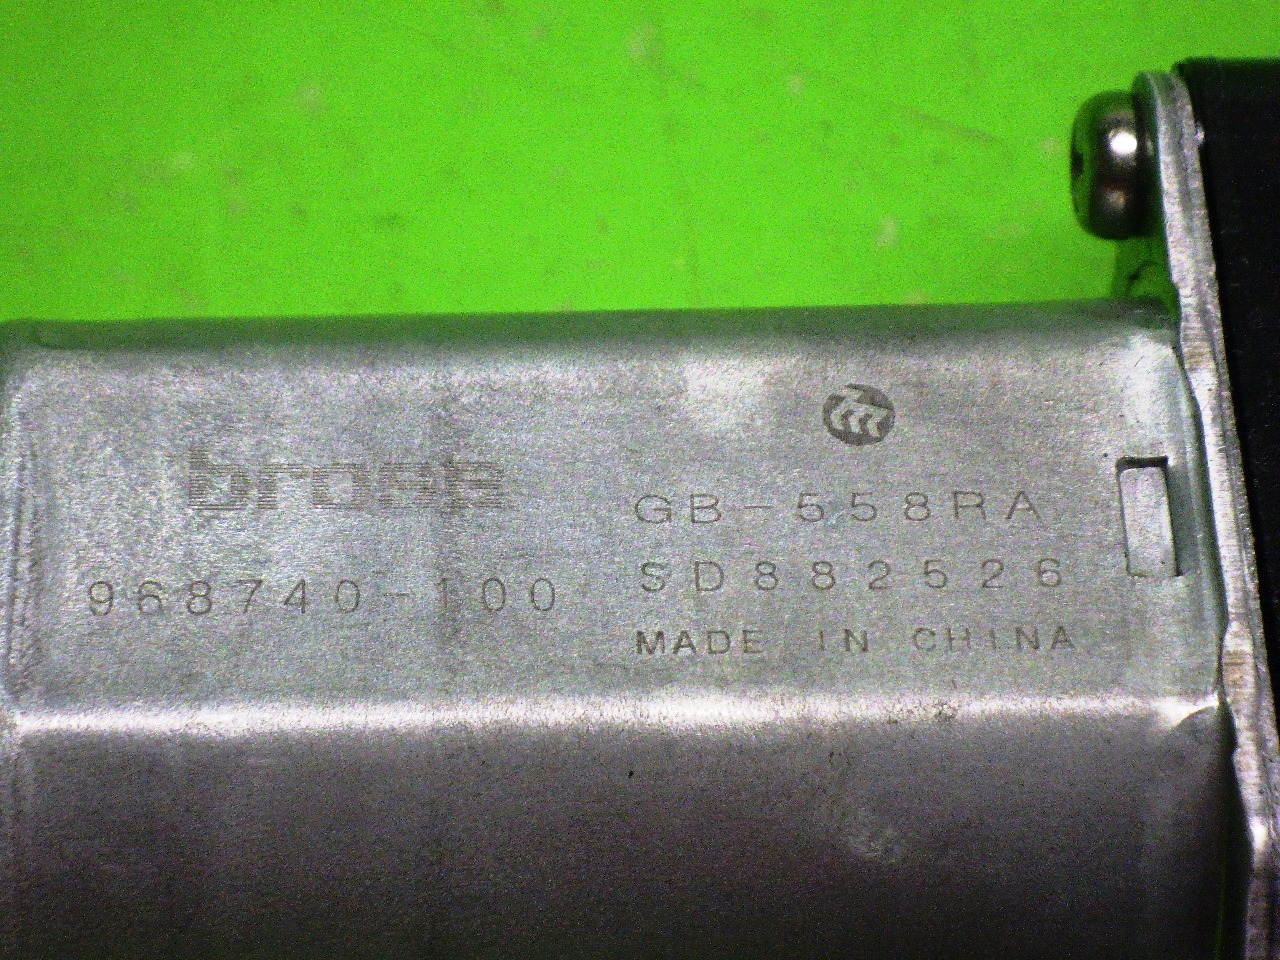 brose
968740-100
GB-558RA
SD882526
MADE IN CHINA